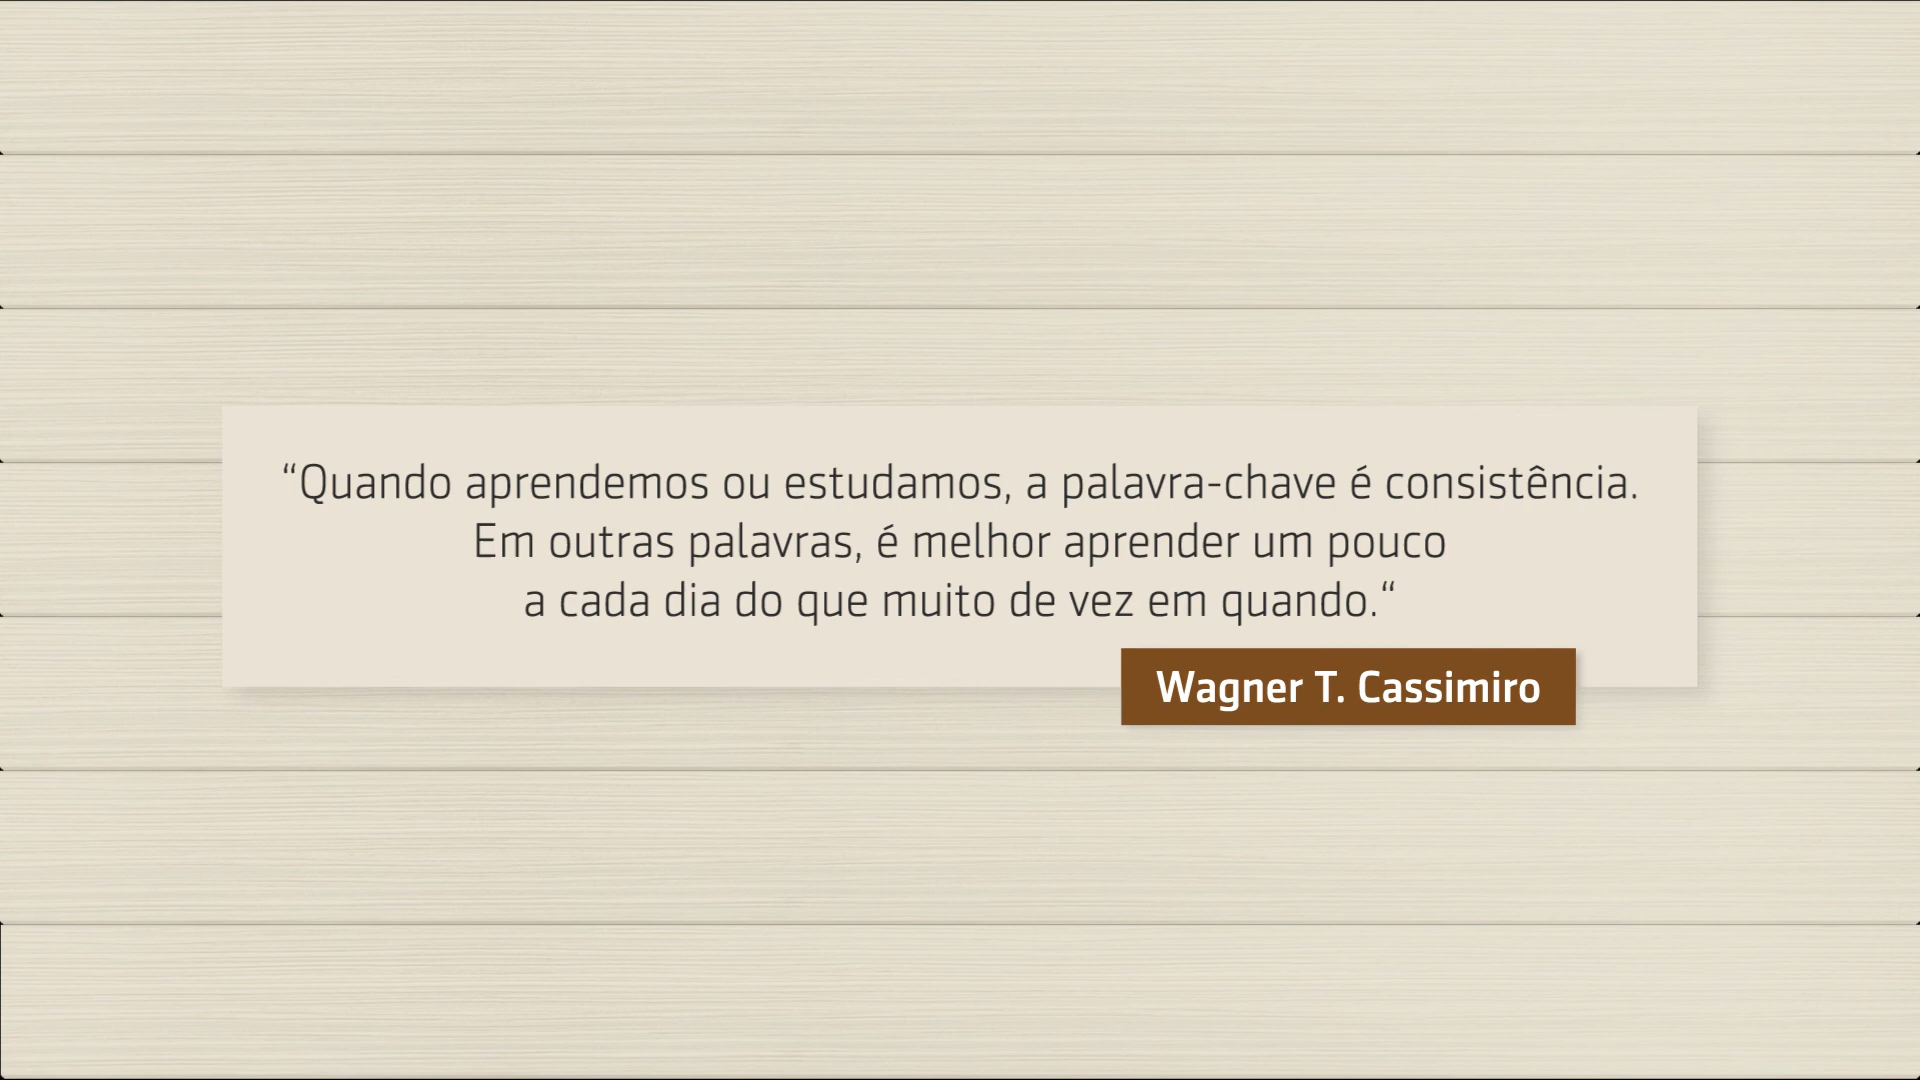 “Quando aprendemos ou estudamos, a palavra-chave é consistência.
Em outras palavras, é melhor aprender um pouco
a cada dia do que muito de vez em quando.“
Wagner T. Cassimiro